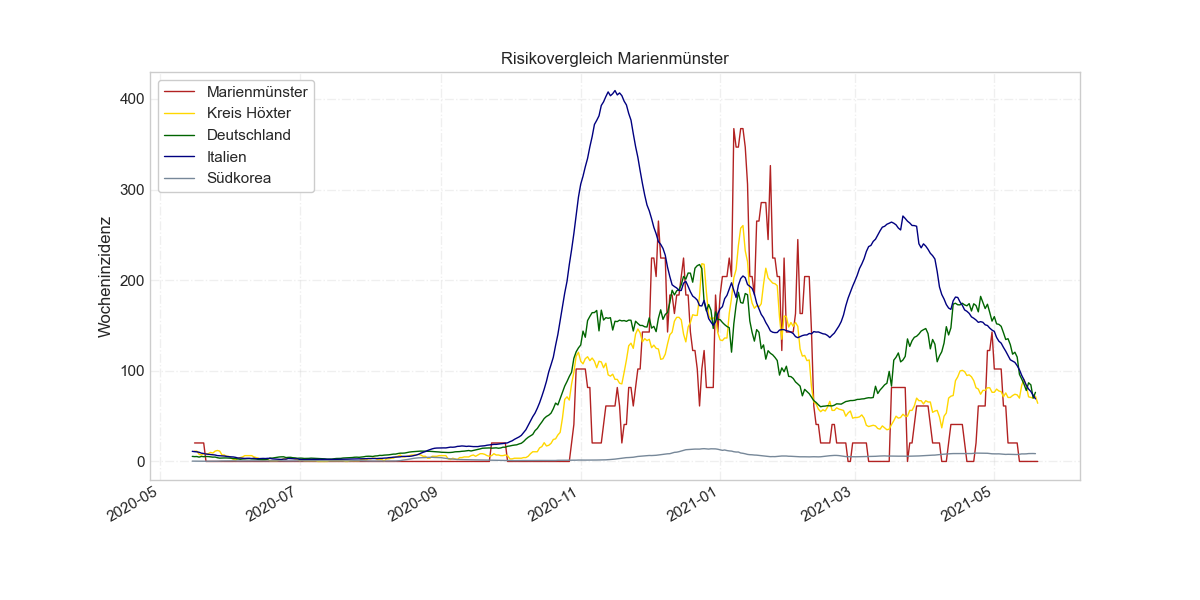 Risikovergleich Marienmünster
Marienmünster
Kreis Höxter
Deutschland
Italien
Südkorea
Wocheninzidenz
400
300
200
100
0
2020-05
2020-07
2020-09
2020-11
2021-01
2021-03
2021-05